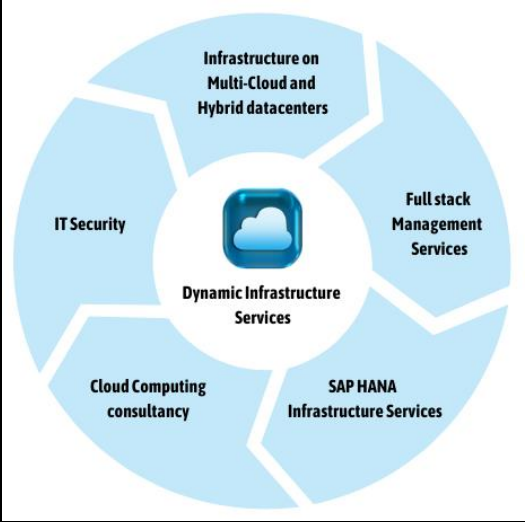 Infrastructure on
Multi-Cloud and
Hybrid datacenters
Full stack
Management
Services
SAP HANA
Infrastructure Services
Cloud Computing
consultancy
IT Security
Dynamic Infrastructure
Services